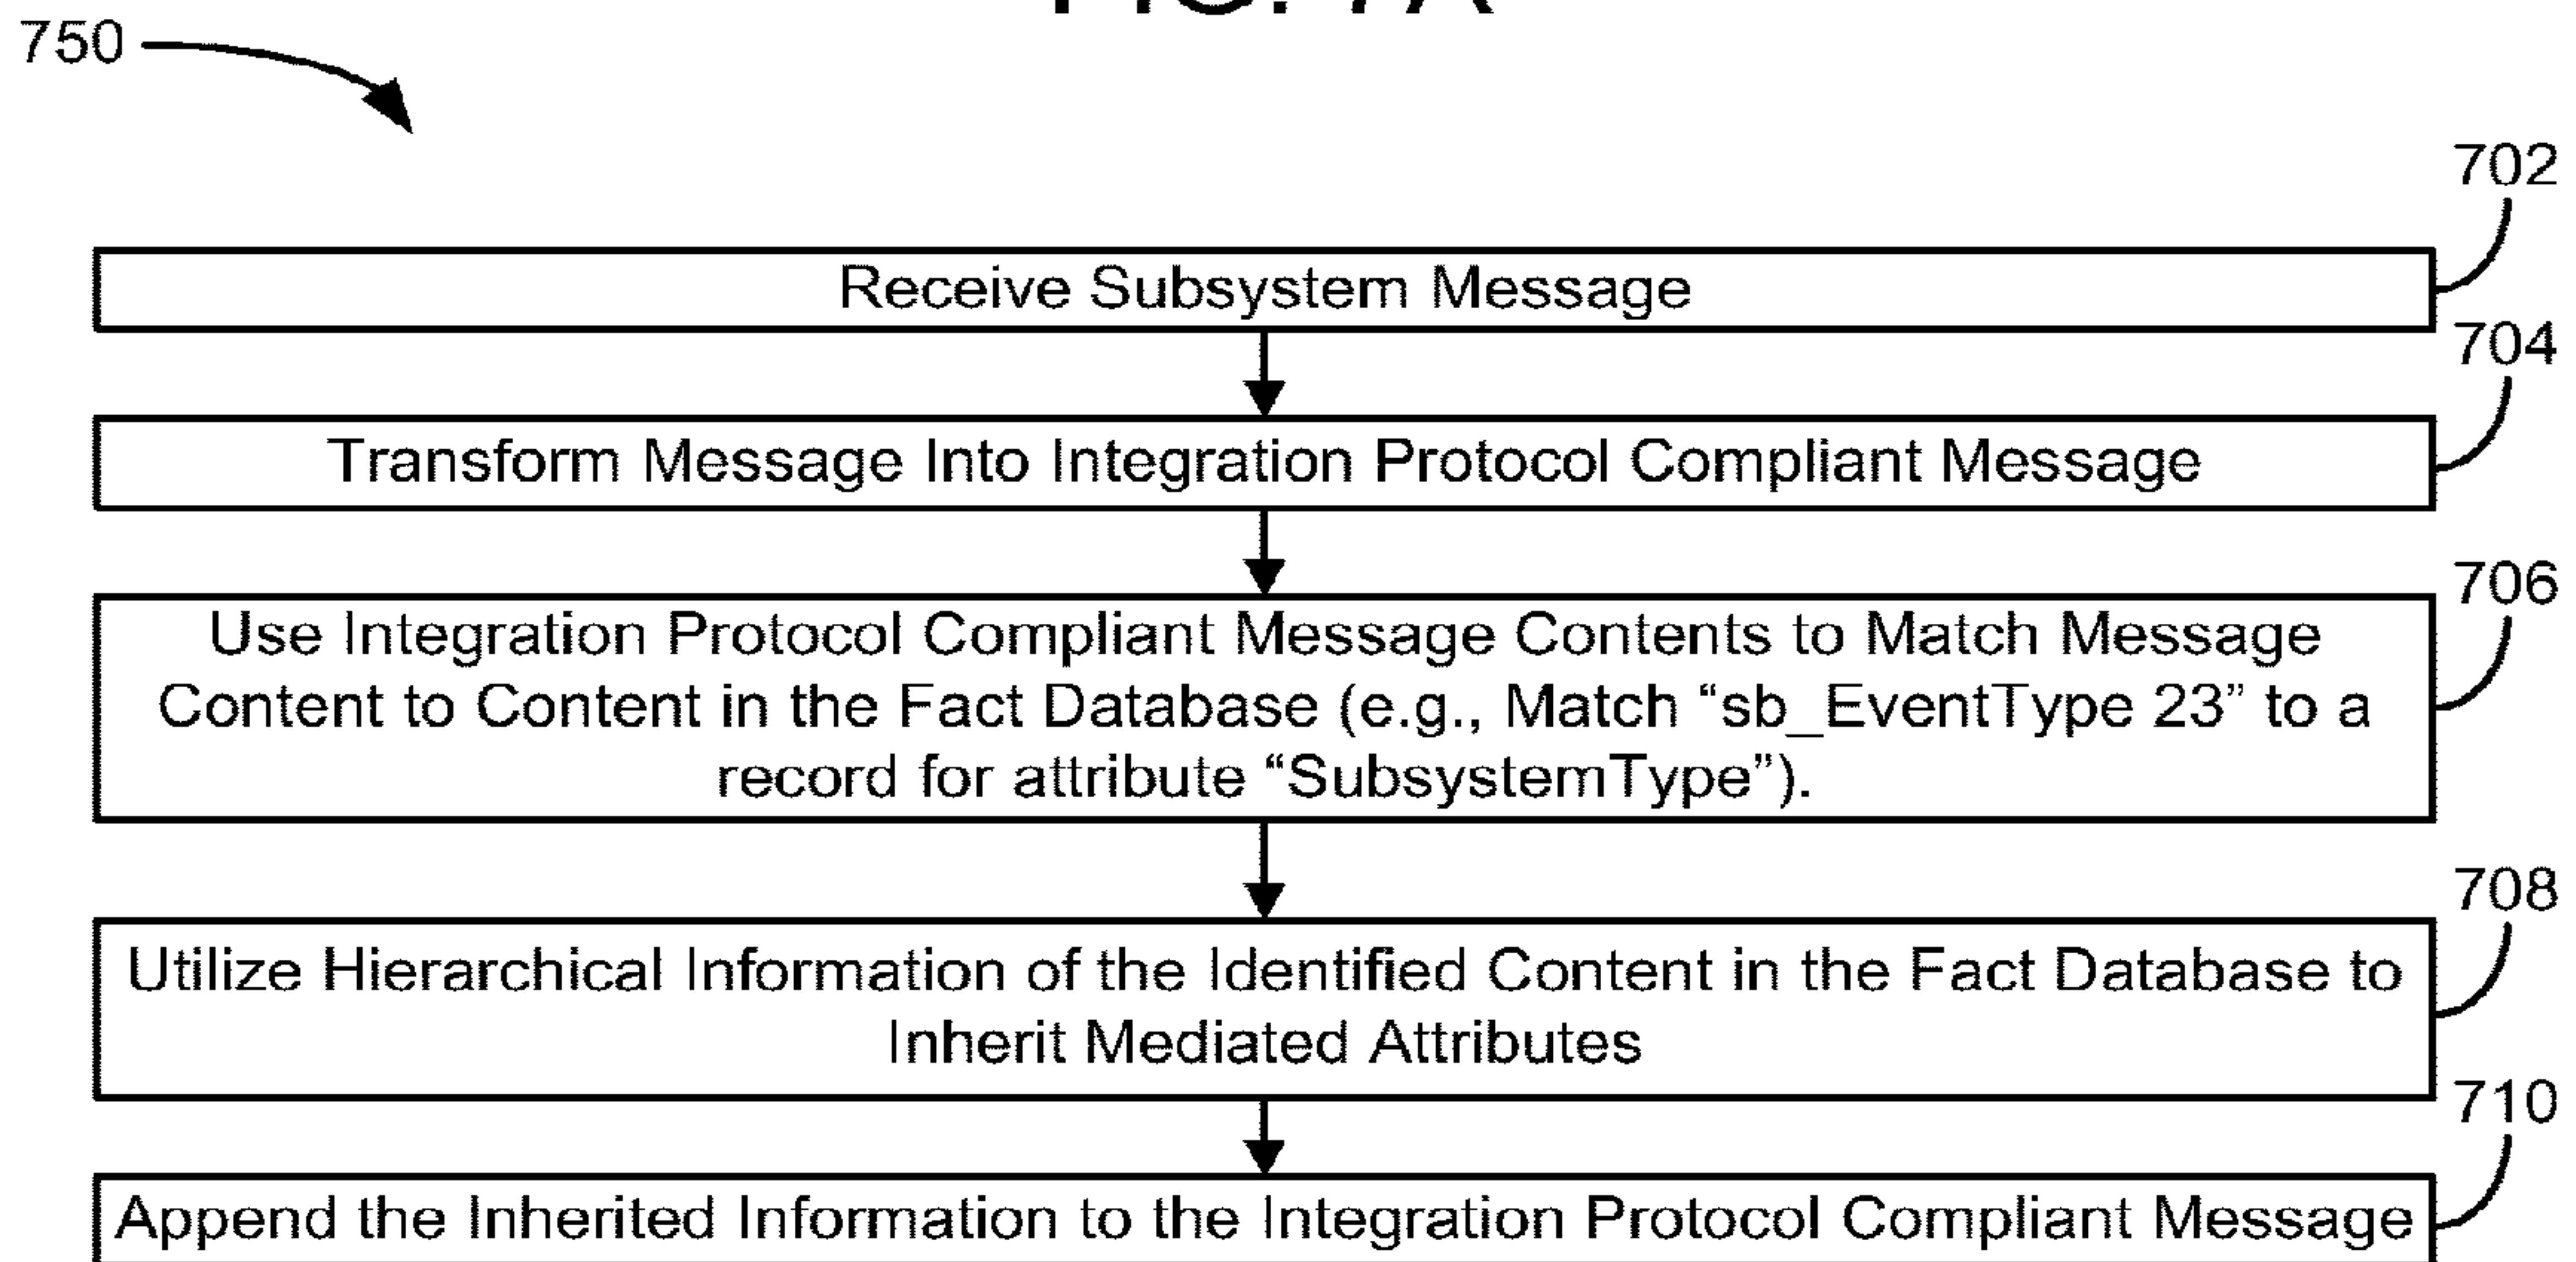 FIG. 7A
750
702
Receive Subsystem Message
704
Transform Message Into Integration Protocol Compliant Message
706
Use Integration Protocol Compliant Message Contents to Match Message
Content to Content in the Fact Database (e.g., Match “sb_EventType 23” to a
record for attribute “SubsystemType”).
708
Utilize Hierarchical Information of the Identified Content in the Fact Database to
Inherit Mediated Attributes
710
Append the Inherited Information to the Integration Protocol Compliant Message